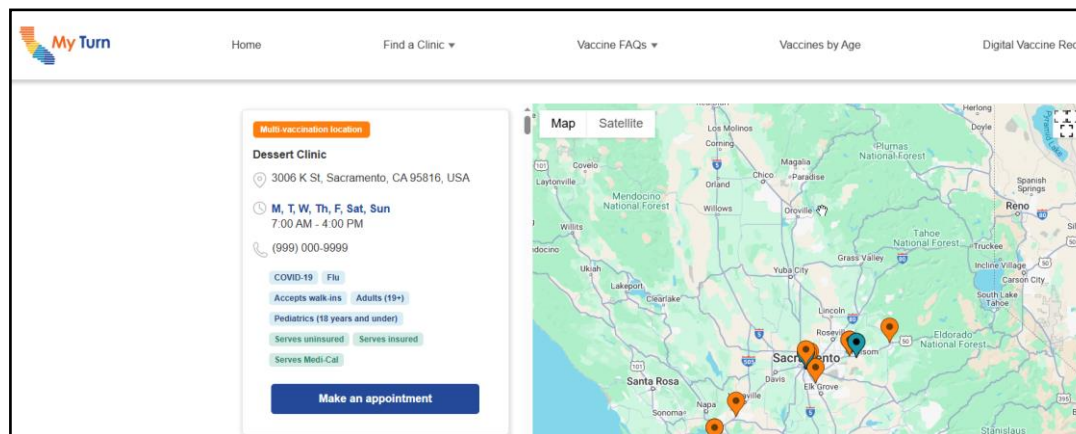 My Turn
Home
Find a Clinic
Vaccine FAQs
Vaccines by Age
Digital Vaccine Rec
Multi-vaccination location
Dessert Clinic
3006 K St, Sacramento, CA 95816, USA
M, T, W, Th, F, Sat, Sun
7:00 AM - 4:00 PM
(999) 000-9999
COVID-19 Flu
Accepts walk-ins Adults (19+)
Pediatrics (18 years and under)
Serves uninsured Serves insured
Serves Medi-Cal
Make an appointment
Map Satellite
Herlong
Doyle
Los Molinos
Corning
Plumas
National Forest
Covelo
Magalia
Chico
Paradise
Laytonville
Orland
Spanish
Springs
Mendocino
National Forest
Willows
Oroville
Reno
Willits
Tahoe
National Forest
Truckee
Grass Valley
Ukiah
Yuba City
Incline Village
Carson City
Lakeport
Clearlake
South Lake
Tahoe
Lincoln
Eldorado
National Forest
Sacramento
Santa Rosa
Davis
Elk Grove
Napa
Sonoma
Stanislaus